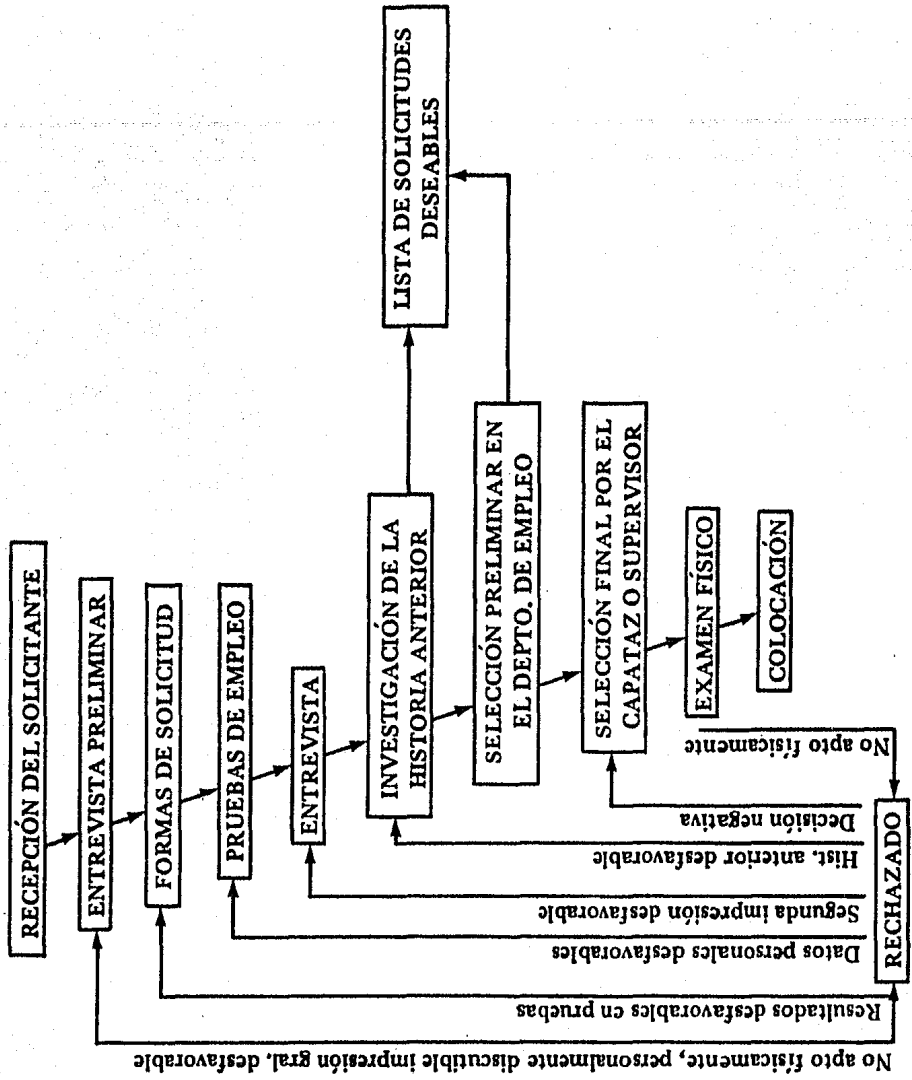 RECEPCIÓN DEL SOLICITANTE
ENTREVISTA PRELIMINAR
FORMAS DE SOLICITUD
PRUEBAS DE EMPLEO
ENTREVISTA
INVESTIGACIÓN DE LA
HISTORIA ANTERIOR
SELECCIÓN PRELIMINAR EN
EL DEPTO. DE EMPLEO
SELECCIÓN FINAL POR EL
CAPATAZ O SUPERVISOR
EXAMEN FÍSICO
COLOCACIÓN
LISTA DE SOLICITUDES
DESEABLES
RECHAZADO
No apto físicamente
Decisión negativa
Hist. anterior desfavorable
Segunda impresión desfavorable
Datos personales desfavorables
Resultados desfavorables en pruebas
No apto físicamente, personalmente discutible impresión gral. desfavorable